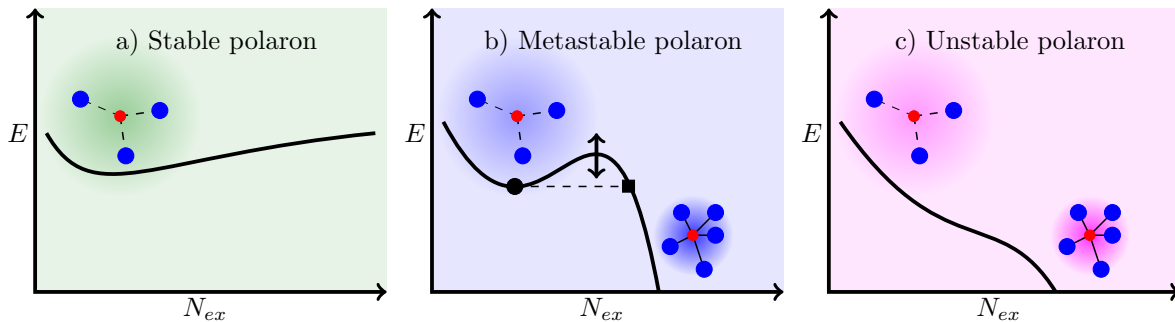 a) Stable polaron
E
N_ex
b) Metastable polaron
E
N_ex
c) Unstable polaron
E
N_ex